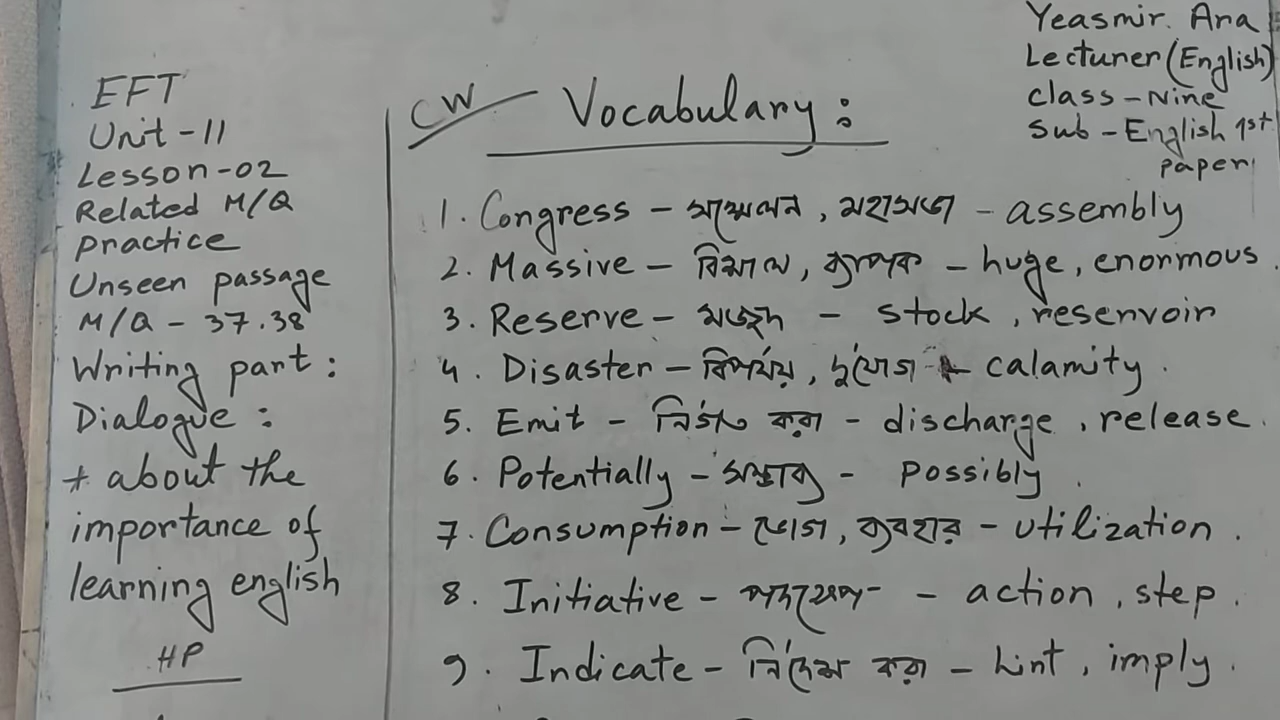 Yeasmir Ara
Lecturer (English)
class - Nine
Sub - English 1st
paper
EFT
Unit - 11
Lesson - 02
Related M/Q
practice
Unseen passage
M/Q - 37.38
Writing part :
Dialogue :
+ about the
importance of
learning english
HP
CW Vocabulary :
1. Congress - সম্মেলন, মহাসভা - assembly
2. Massive - বিশাল, ব্যাপক - huge, enormous.
3. Reserve - মজুদ - stock, reservoir
4. Disaster - বিপর্যয়, দুর্যোগ - calamity.
5. Emit - নির্গত করা - discharge, release.
6. Potentially - সম্ভাব্য - possibly.
7. Consumption - ভোগ, ব্যবহার - utilization.
8. Initiative - পদক্ষেপ - action, step.
9. Indicate - নির্দেশ করা - hint, imply.